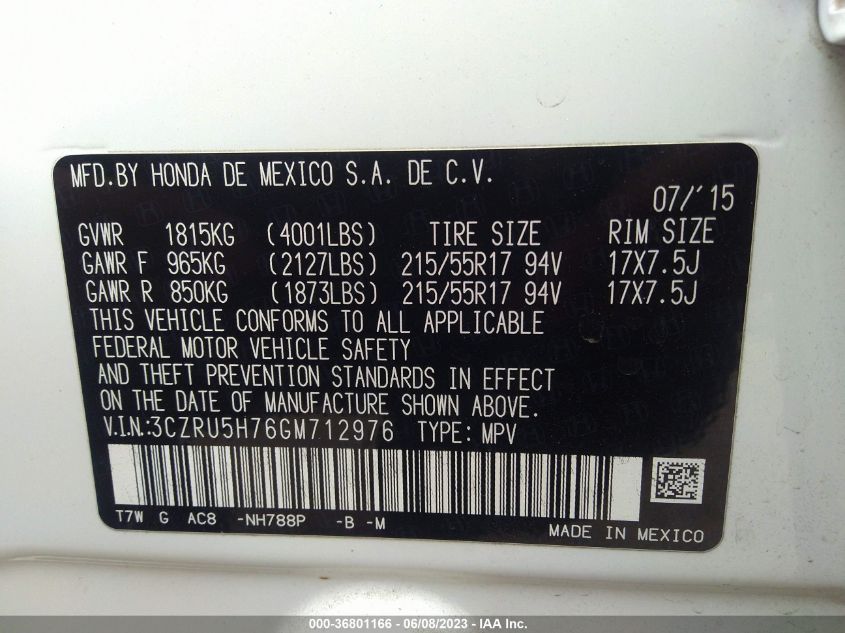 MFD.BY HONDA DE MEXICO S.A. DE C.V.
07/'15
GVWR 1815KG (4001LBS) TIRE SIZE RIM SIZE
GAWR F 965KG (2127LBS) 215/55R17 94V 17X7.5J
GAWR R 850KG (1873LBS) 215/55R17 94V 17X7.5J
THIS VEHICLE CONFORMS TO ALL APPLICABLE
FEDERAL MOTOR VEHICLE SAFETY
AND THEFT PREVENTION STANDARDS IN EFFECT
ON THE DATE OF MANUFACTURE SHOWN ABOVE.
V.I.N.:3CZRU5H76GM712976 TYPE: MPV
T7W G AC8 -NH788P -B -M
MADE IN MEXICO
000-36801166 - 06/08/2023 - IAAI.com